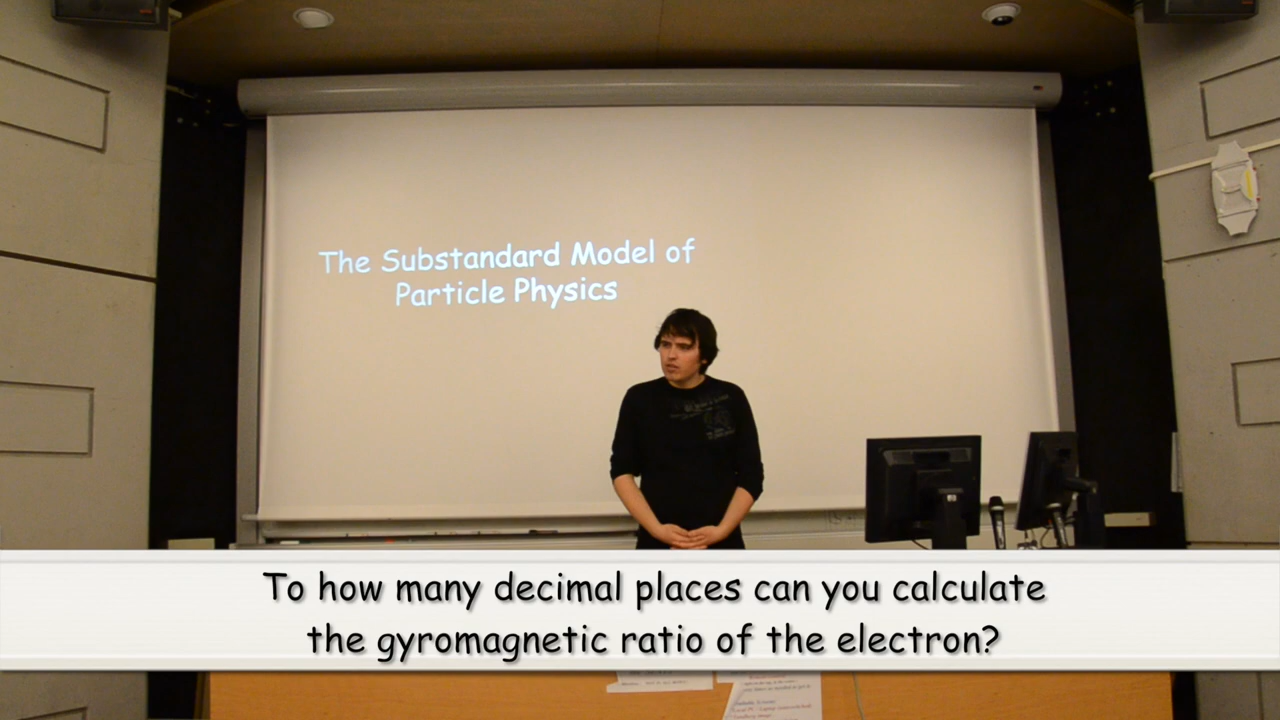 The Substandard Model of
Particle Physics
To how many decimal places can you calculate
the gyromagnetic ratio of the electron?